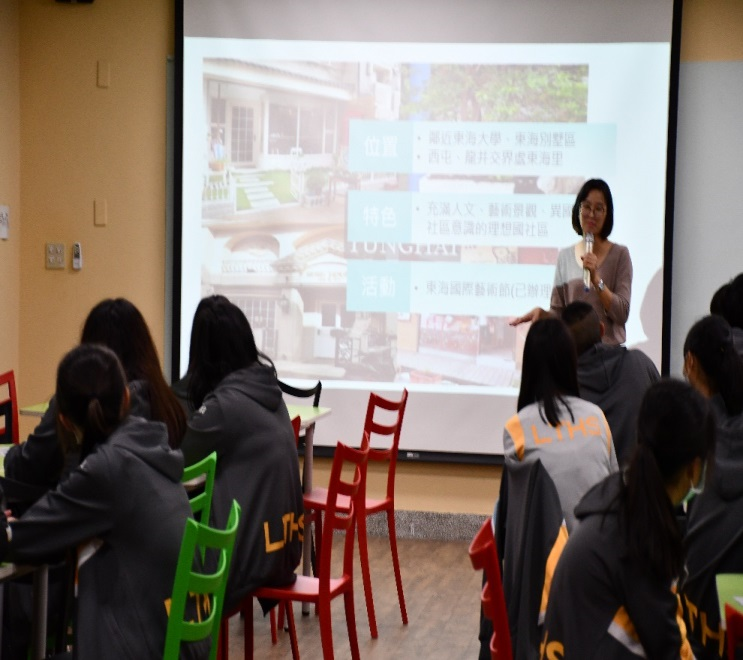 位置
• 鄰近東海大學、東海別墅區
• 西屯、龍井交界處東海里
特色
• 充滿人文、藝術景觀、異國
社區意識的理想國社區
TUNGHAI
活動
• 東海國際藝術節(已辦理
LTHS
LTHS